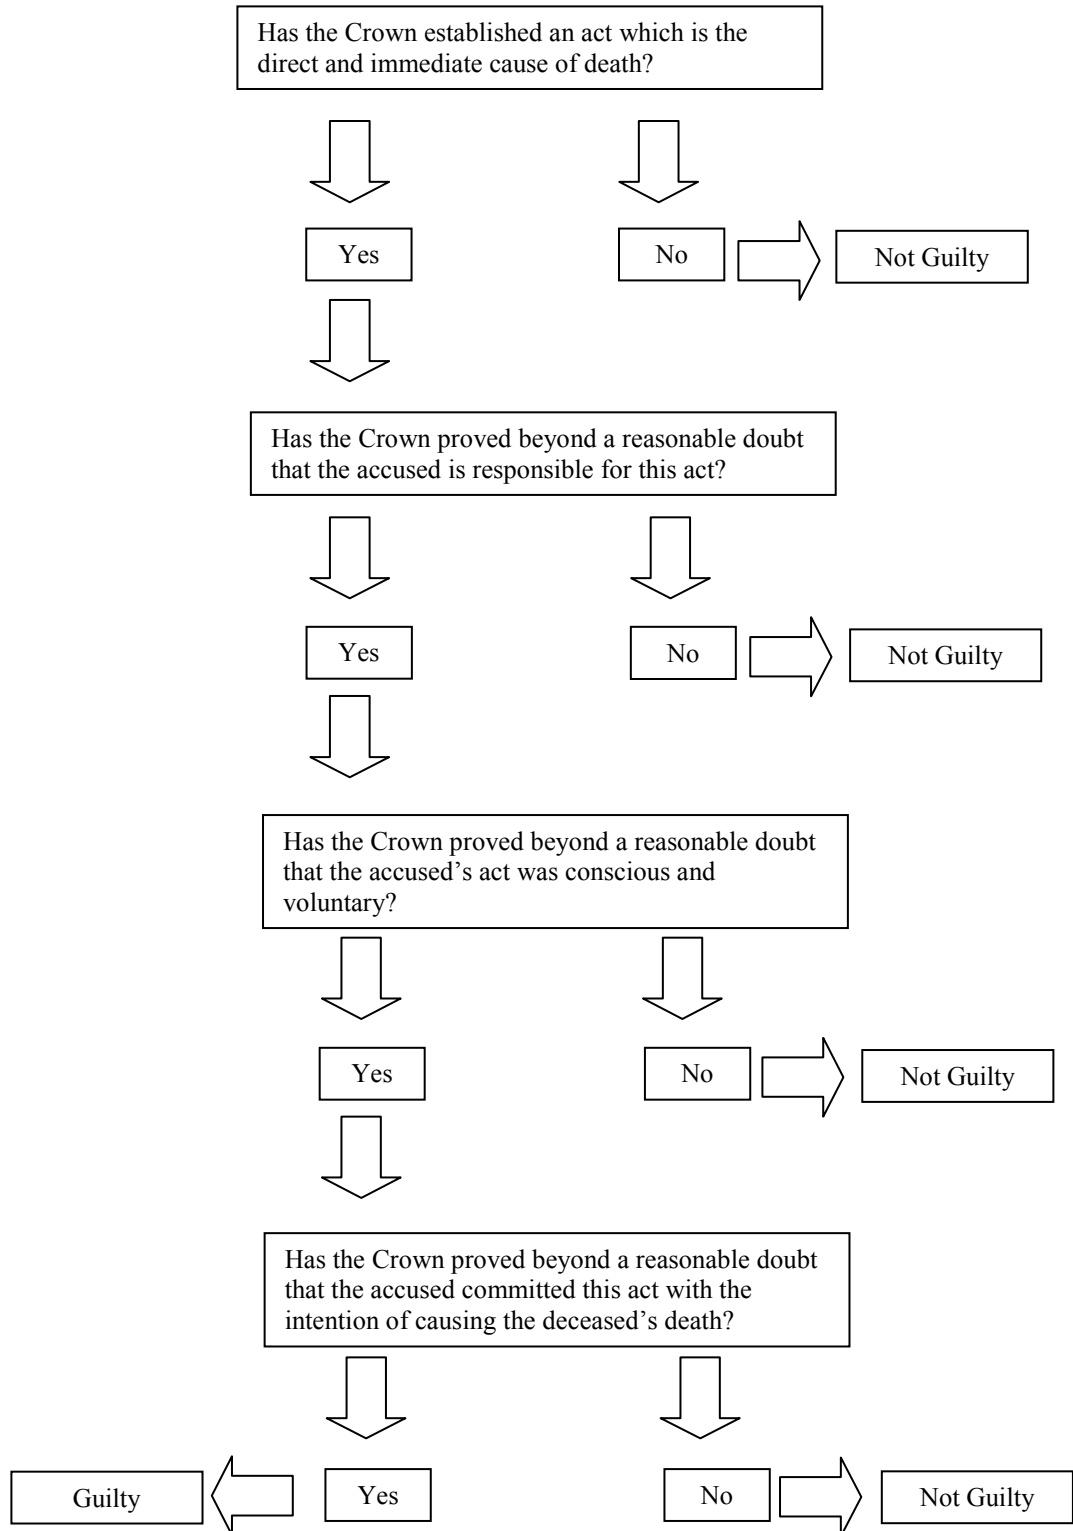 Has the Crown established an act which is the
direct and immediate cause of death?
Yes
No
Not Guilty
Has the Crown proved beyond a reasonable doubt
that the accused is responsible for this act?
Yes
No
Not Guilty
Has the Crown proved beyond a reasonable doubt
that the accused’s act was conscious and
voluntary?
Yes
No
Not Guilty
Has the Crown proved beyond a reasonable doubt
that the accused committed this act with the
intention of causing the deceased’s death?
Guilty
Yes
No
Not Guilty